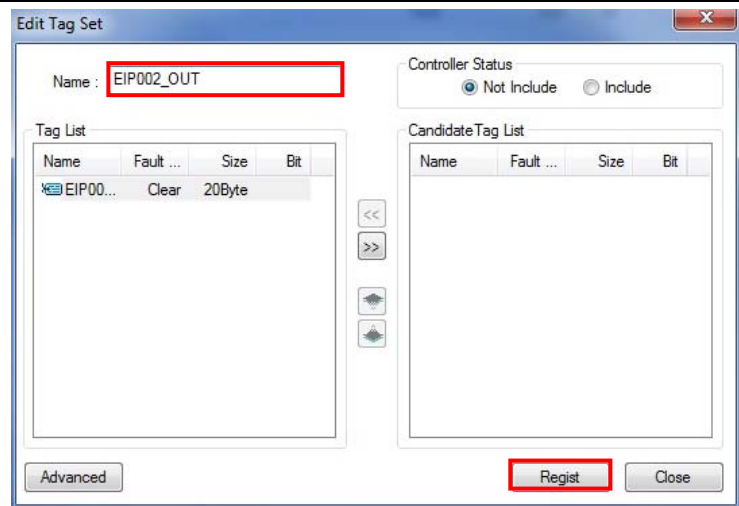 Edit Tag Set
Name : EIP002_OUT
Controller Status
Not Include Include
Tag List
Name Fault ... Size Bit
EIP00... Clear 20Byte
<<
>>
Candidate Tag List
Name Fault ... Size Bit
Advanced Regist Close